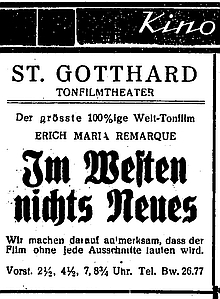 Kino
ST. GOTTHARD
TONFILMTHEATER
Der grösste 100%ige Welt-Tonfilm
ERICH MARIA REMARQUE
Im Westen
nichts Neues
Wir machen darauf aufmerksam, dass der
Film ohne jede Ausschnitte laufen wird.
Vorst. 2½, 4½, 7, 8¾ Uhr. Tel. Bw. 26.77